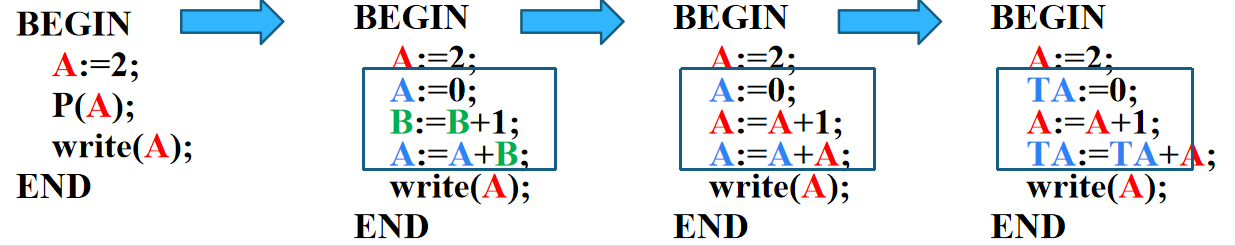 BEGIN
A:=2;
P(A);
write(A);
END
BEGIN
A:=2;
A:=0;
B:=B+1;
A:=A+B;
write(A);
END
BEGIN
A:=2;
A:=0;
A:=A+1;
A:=A+A;
write(A);
END
BEGIN
A:=2;
TA:=0;
A:=A+1;
TA:=TA+A;
write(A);
END